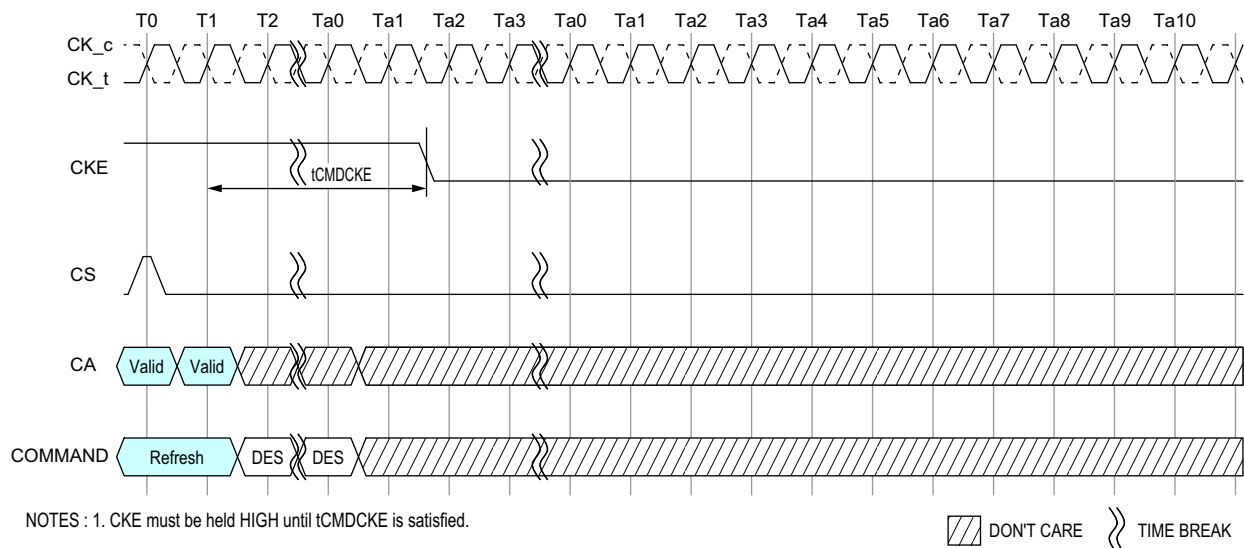 T0 T1 T2 Ta0 Ta1 Ta2 Ta3 Ta0 Ta1 Ta2 Ta3 Ta4 Ta5 Ta6 Ta7 Ta8 Ta9 Ta10
CK_c
CK_t
CKE
tCMDCKE
CS
CA Valid Valid
COMMAND Refresh DES DES
NOTES : 1. CKE must be held HIGH until tCMDCKE is satisfied.
DON'T CARE TIME BREAK